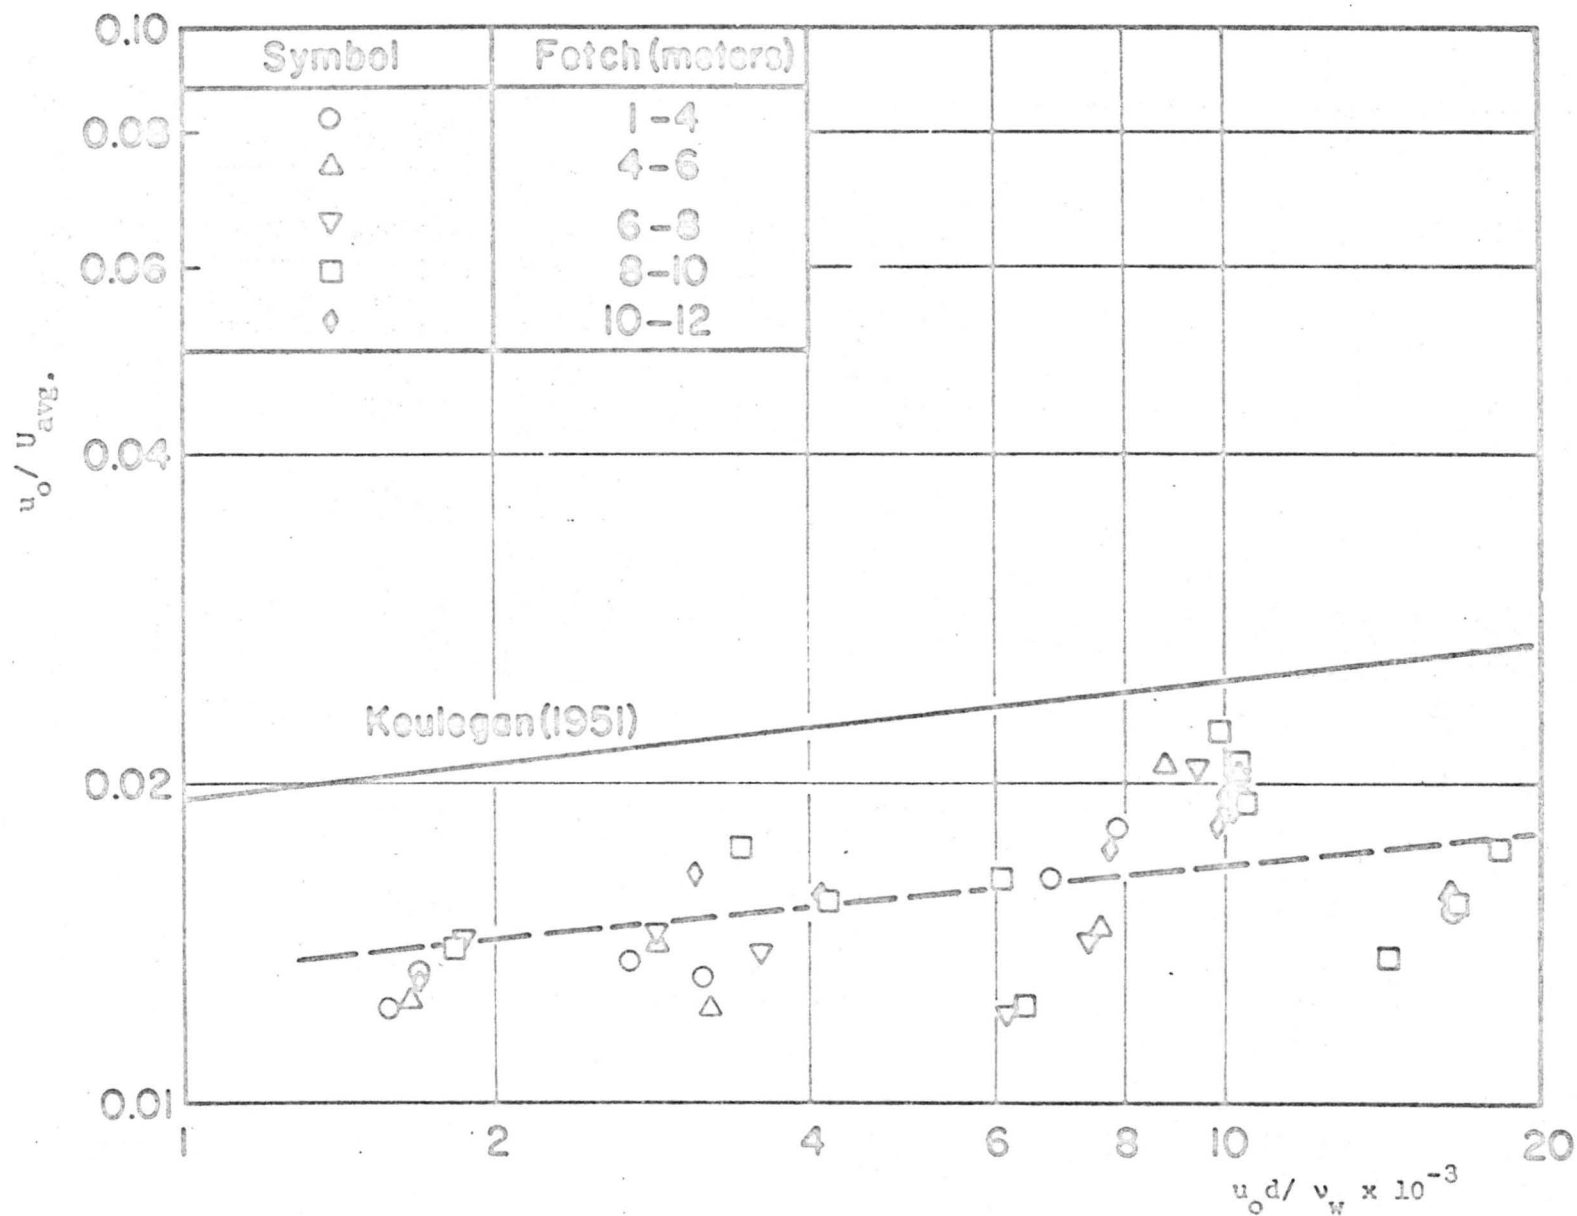 0.10
Symbol Fetch (meters)
1-4
0.08
4-6
6-8
0.06
8-10
10-12
u_o / U_avg.
0.04
Keulegan (1951)
0.02
0.01
1 2 4 6 8 10 20
u_o d / ν_w x 10^-3